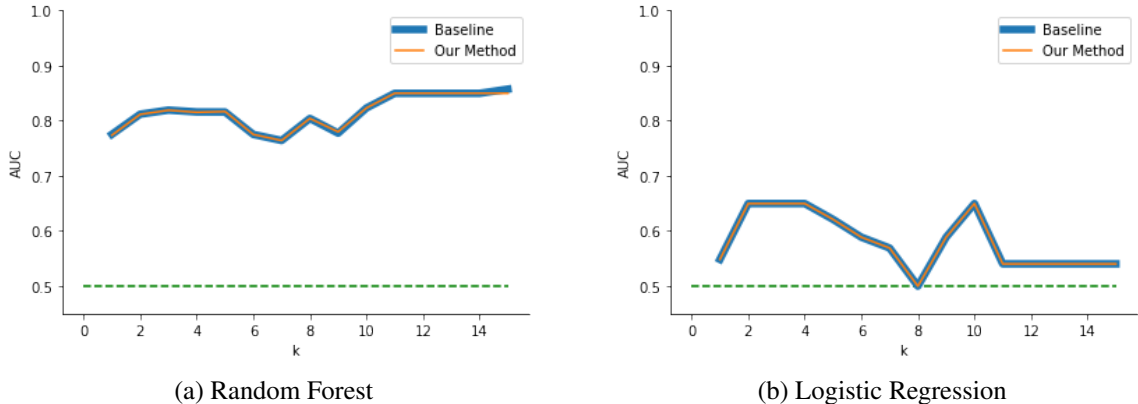 1.0
0.9
0.8
0.7
0.6
0.5
AUC
0 2 4 6 8 10 12 14
k
Baseline
Our Method
(a) Random Forest
1.0
0.9
0.8
0.7
0.6
0.5
AUC
0 2 4 6 8 10 12 14
k
Baseline
Our Method
(b) Logistic Regression